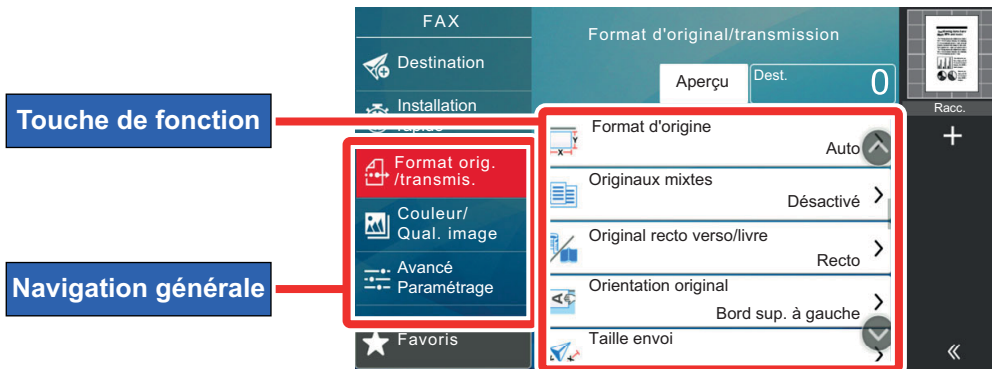 FAX
Destination
Installation
rapide
Format orig.
/transmis.
Couleur/
Qual. image
Avancé
Paramétrage
Favoris
Touche de fonction
Navigation générale
Format d'original/transmission
Aperçu
Dest.
0
Format d'origine
Auto
Originaux mixtes
Désactivé
Original recto verso/livre
Recto
Orientation original
Bord sup. à gauche
Taille envoi
Racc.